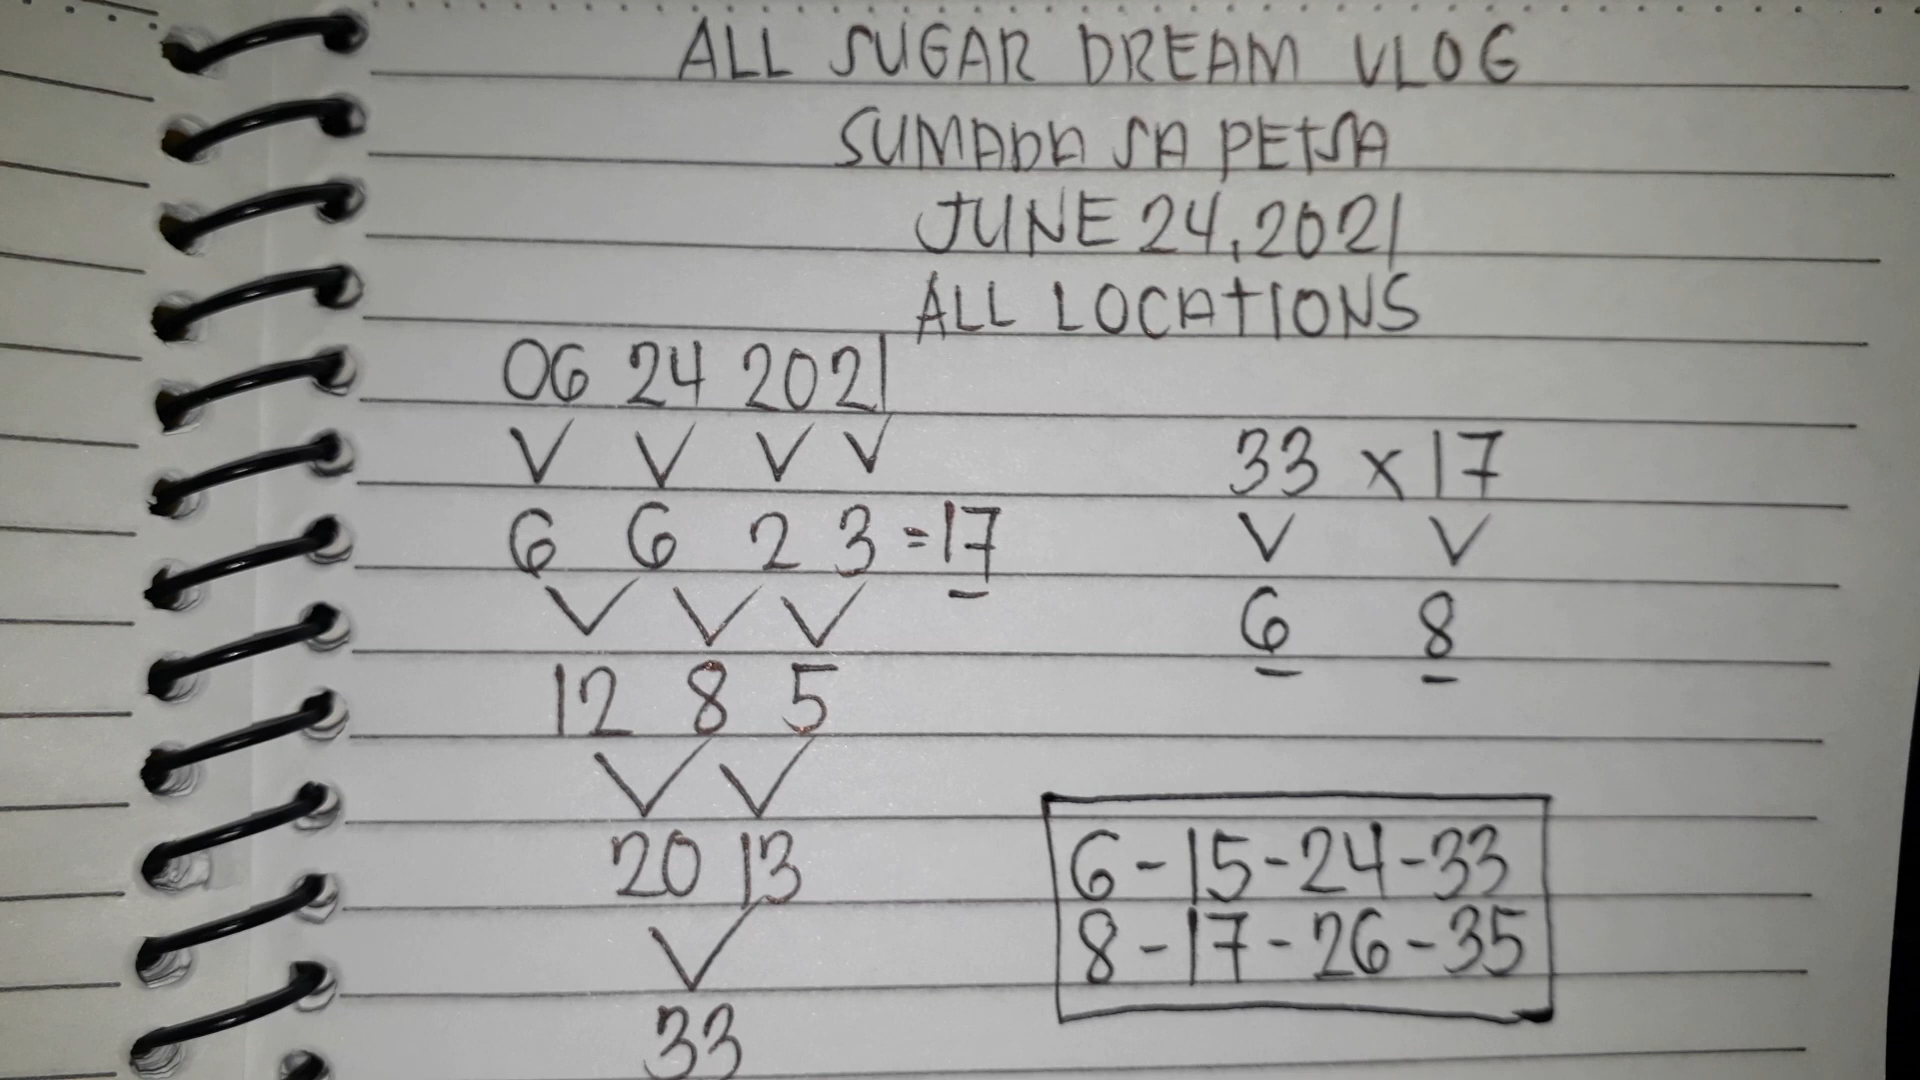 ALL SUGAR DREAM VLOG
SUMADA SA PETSA
JUNE 24, 2021
ALL LOCATIONS
06 24 2021
6 6 2 3 = 17
12 8 5
20 13
33
33 x 17
6 8
6-15-24-33
8-17-26-35